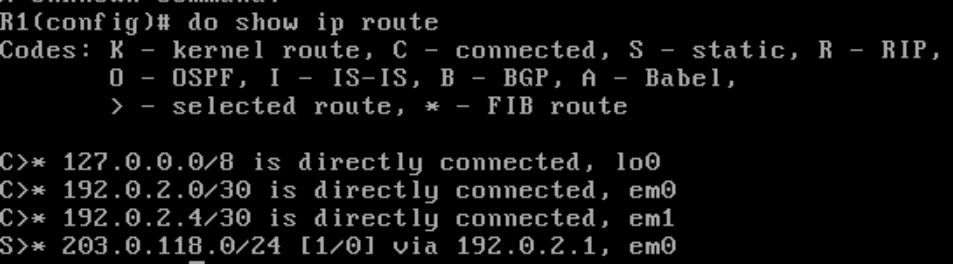 R1(config)# do show ip route
Codes: K - kernel route, C - connected, S - static, R - RIP,
       O - OSPF, I - IS-IS, B - BGP, A - Babel,
       > - selected route, * - FIB route

C>* 127.0.0.0/8 is directly connected, lo0
C>* 192.0.2.0/30 is directly connected, em0
C>* 192.0.2.4/30 is directly connected, em1
S>* 203.0.118.0/24 [1/0] via 192.0.2.1, em0